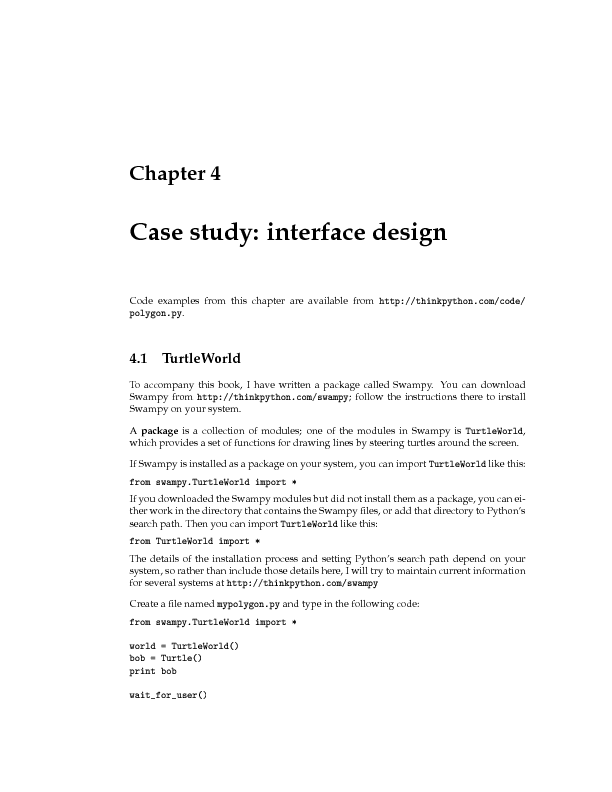 Chapter 4
Case study: interface design
Code examples from this chapter are available from http://thinkpython.com/code/
polygon.py.
4.1 TurtleWorld
To accompany this book, I have written a package called Swampy. You can download
Swampy from http://thinkpython.com/swampy; follow the instructions there to install
Swampy on your system.
A package is a collection of modules; one of the modules in Swampy is TurtleWorld,
which provides a set of functions for drawing lines by steering turtles around the screen.
If Swampy is installed as a package on your system, you can import TurtleWorld like this:
from swampy.TurtleWorld import *
If you downloaded the Swampy modules but did not install them as a package, you can ei-
ther work in the directory that contains the Swampy files, or add that directory to Python's
search path. Then you can import TurtleWorld like this:
from TurtleWorld import *
The details of the installation process and setting Python's search path depend on your
system, so rather than include those details here, I will try to maintain current information
for several systems at http://thinkpython.com/swampy
Create a file named mypolygon.py and type in the following code:
from swampy.TurtleWorld import *
world = TurtleWorld()
bob = Turtle()
print bob
wait_for_user()